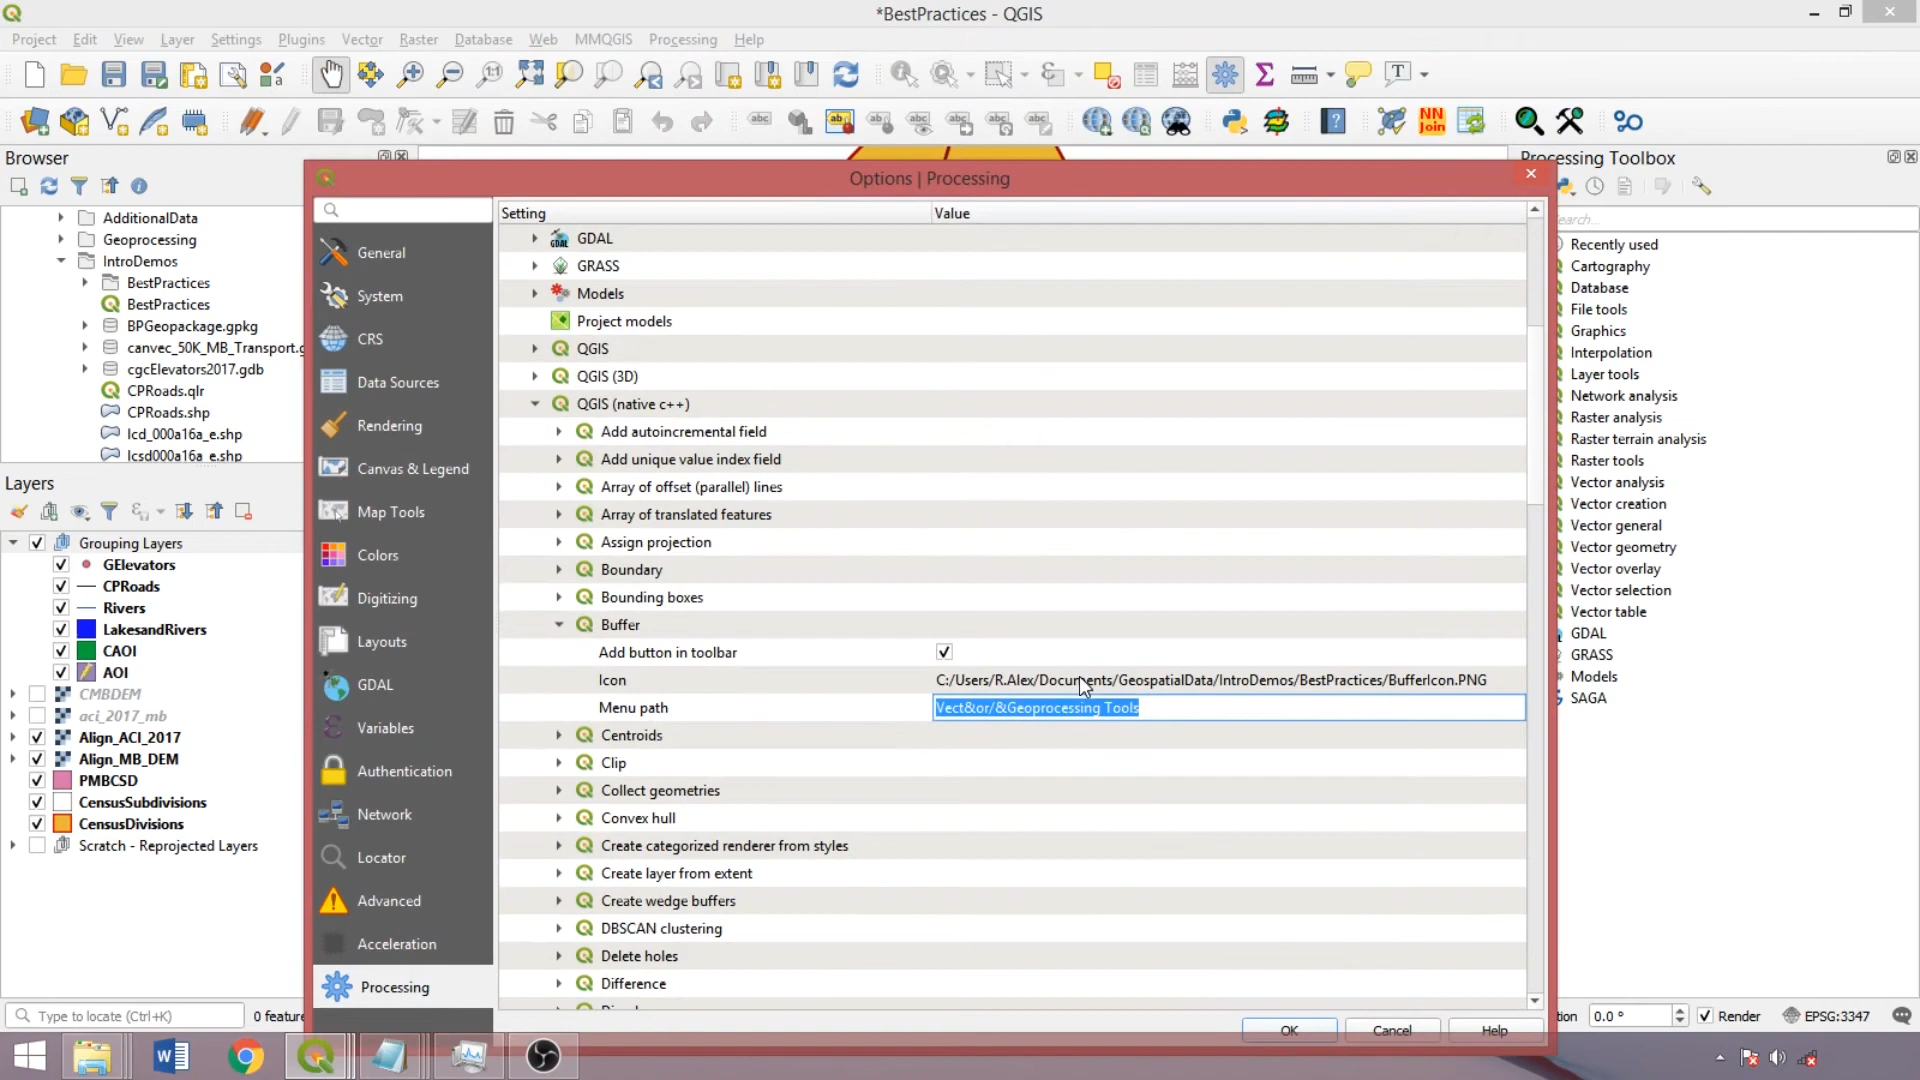 *BestPractices - QGIS
Project Edit View Layer Settings Plugins Vector Raster Database Web MMQGIS Processing Help
NN
Join
Browser
AdditionalData
Geoprocessing
IntroDemos
BestPractices
BestPractices
BPGeopackage.gpkg
canvec_50K_MB_Transport.g
cgcElevators2017.gdb
CPRoads.qlr
CPRoads.shp
lcd_000a16a_e.shp
lcsd000a16a_e.shp
Layers
Grouping Layers
GElevators
CPRoads
Rivers
LakesandRivers
CAOI
AOI
CMBDEM
aci_2017_mb
Align_ACI_2017
Align_MB_DEM
PMBCSD
CensusSubdivisions
CensusDivisions
Scratch - Reprojected Layers
Options | Processing
General
System
CRS
Data Sources
Rendering
Canvas & Legend
Map Tools
Colors
Digitizing
Layouts
GDAL
Variables
Authentication
Network
Locator
Advanced
Acceleration
Processing
Setting Value
GDAL
GRASS
Models
Project models
QGIS
QGIS (3D)
QGIS (native c++)
Add autoincremental field
Add unique value index field
Array of offset (parallel) lines
Array of translated features
Assign projection
Boundary
Bounding boxes
Buffer
Add button in toolbar
Icon C:/Users/R.Alex/Documents/GeospatialData/IntroDemos/BestPractices/BufferIcon.PNG
Menu path Vect&or/&Geoprocessing Tools
Centroids
Clip
Collect geometries
Convex hull
Create categorized renderer from styles
Create layer from extent
Create wedge buffers
DBSCAN clustering
Delete holes
Difference
OK Cancel Help
Processing Toolbox
earch...
Recently used
Cartography
Database
File tools
Graphics
Interpolation
Layer tools
Network analysis
Raster analysis
Raster terrain analysis
Raster tools
Vector analysis
Vector creation
Vector general
Vector geometry
Vector overlay
Vector selection
Vector table
GDAL
GRASS
Models
SAGA
Type to locate (Ctrl+K) 0 feature tion 0.0 ° Render EPSG:3347